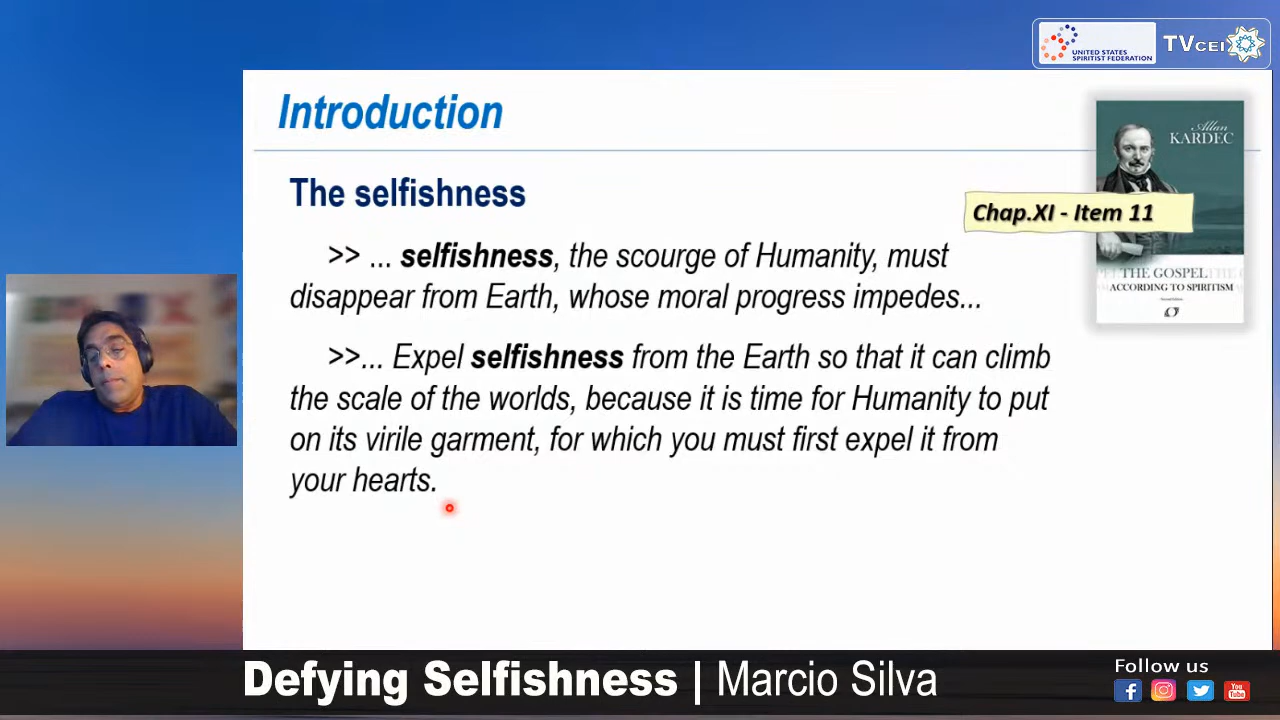 UNITED STATES
SPIRITIST FEDERATION
TVCEI
Introduction
Allan
KARDEC
The selfishness
Chap.XI - Item 11
>> ... selfishness, the scourge of Humanity, must
disappear from Earth, whose moral progress impedes...
THE GOSPEL
ACCORDING TO SPIRITISM
>>... Expel selfishness from the Earth so that it can climb
the scale of the worlds, because it is time for Humanity to put
on its virile garment, for which you must first expel it from
your hearts.
Defying Selfishness | Marcio Silva
Follow us
You
Tube